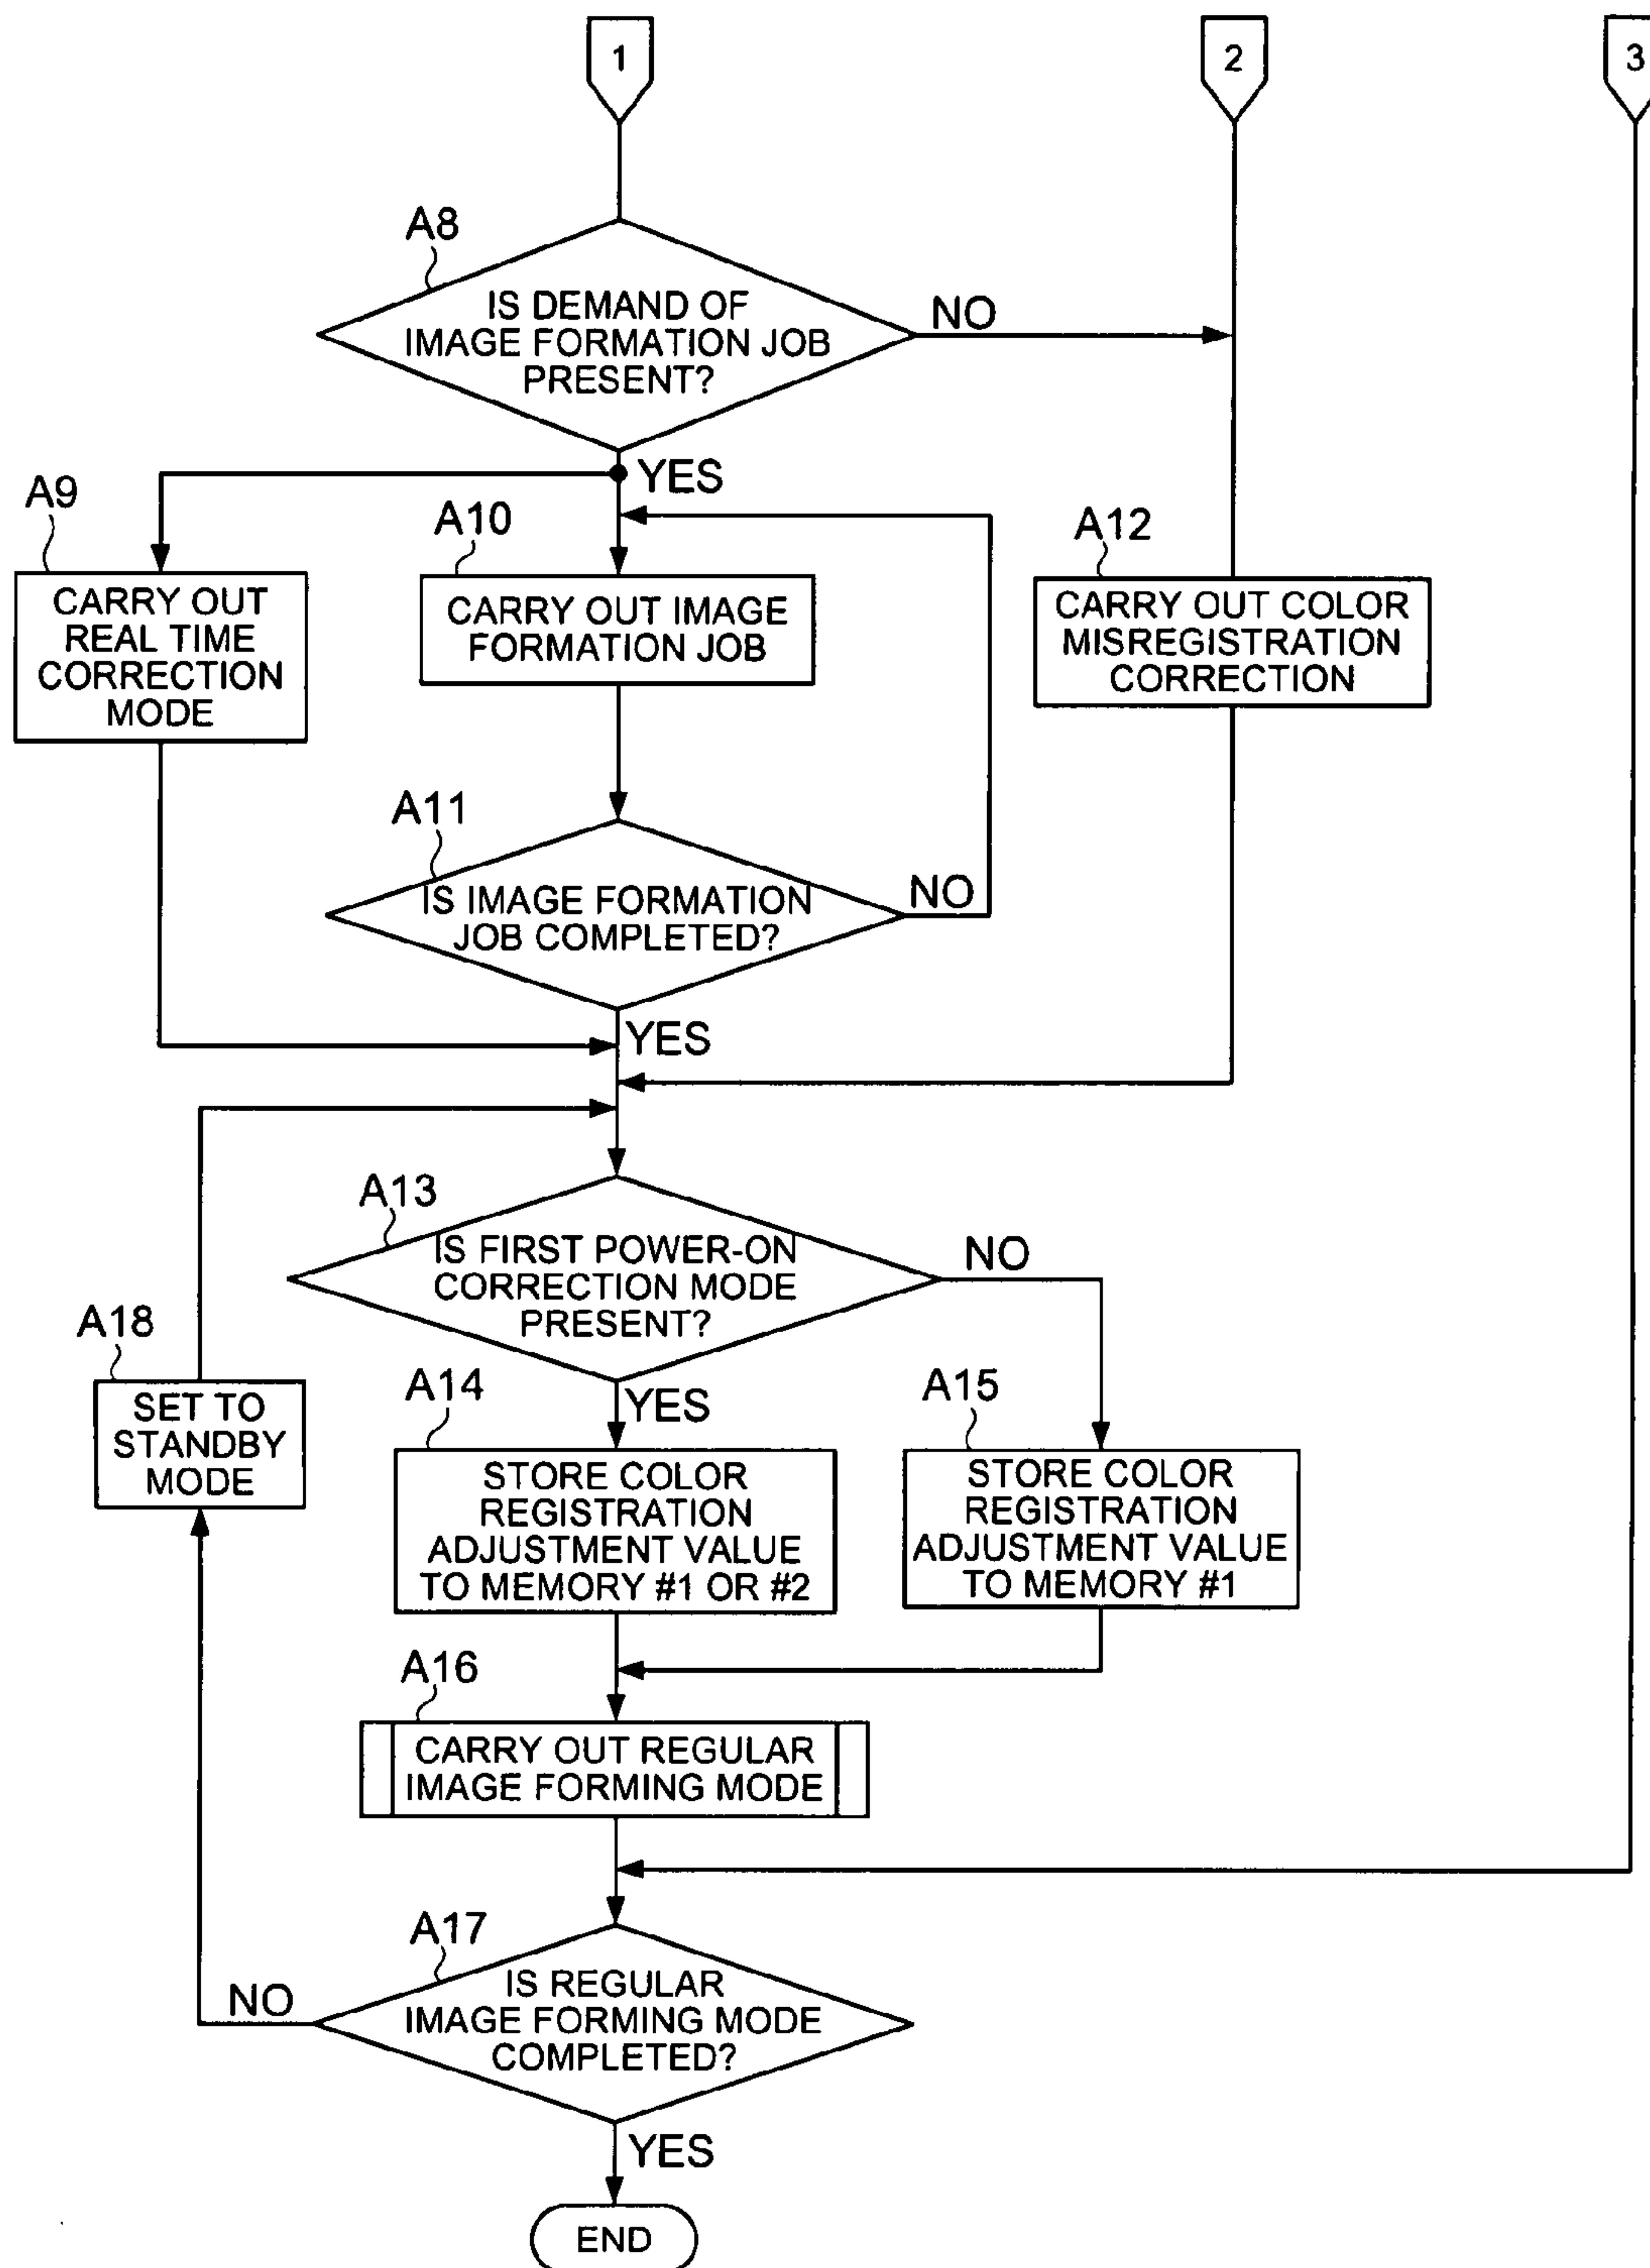 1
2
3
A8
IS DEMAND OF
IMAGE FORMATION JOB
PRESENT?
NO
YES
A9
CARRY OUT
REAL TIME
CORRECTION
MODE
A10
CARRY OUT IMAGE
FORMATION JOB
A12
CARRY OUT COLOR
MISREGISTRATION
CORRECTION
A11
IS IMAGE FORMATION
JOB COMPLETED?
NO
YES
A13
IS FIRST POWER-ON
CORRECTION MODE
PRESENT?
NO
YES
A18
SET TO
STANDBY
MODE
A14
STORE COLOR
REGISTRATION
ADJUSTMENT VALUE
TO MEMORY #1 OR #2
A15
STORE COLOR
REGISTRATION
ADJUSTMENT VALUE
TO MEMORY #1
A16
CARRY OUT REGULAR
IMAGE FORMING MODE
A17
IS REGULAR
IMAGE FORMING MODE
COMPLETED?
NO
YES
END